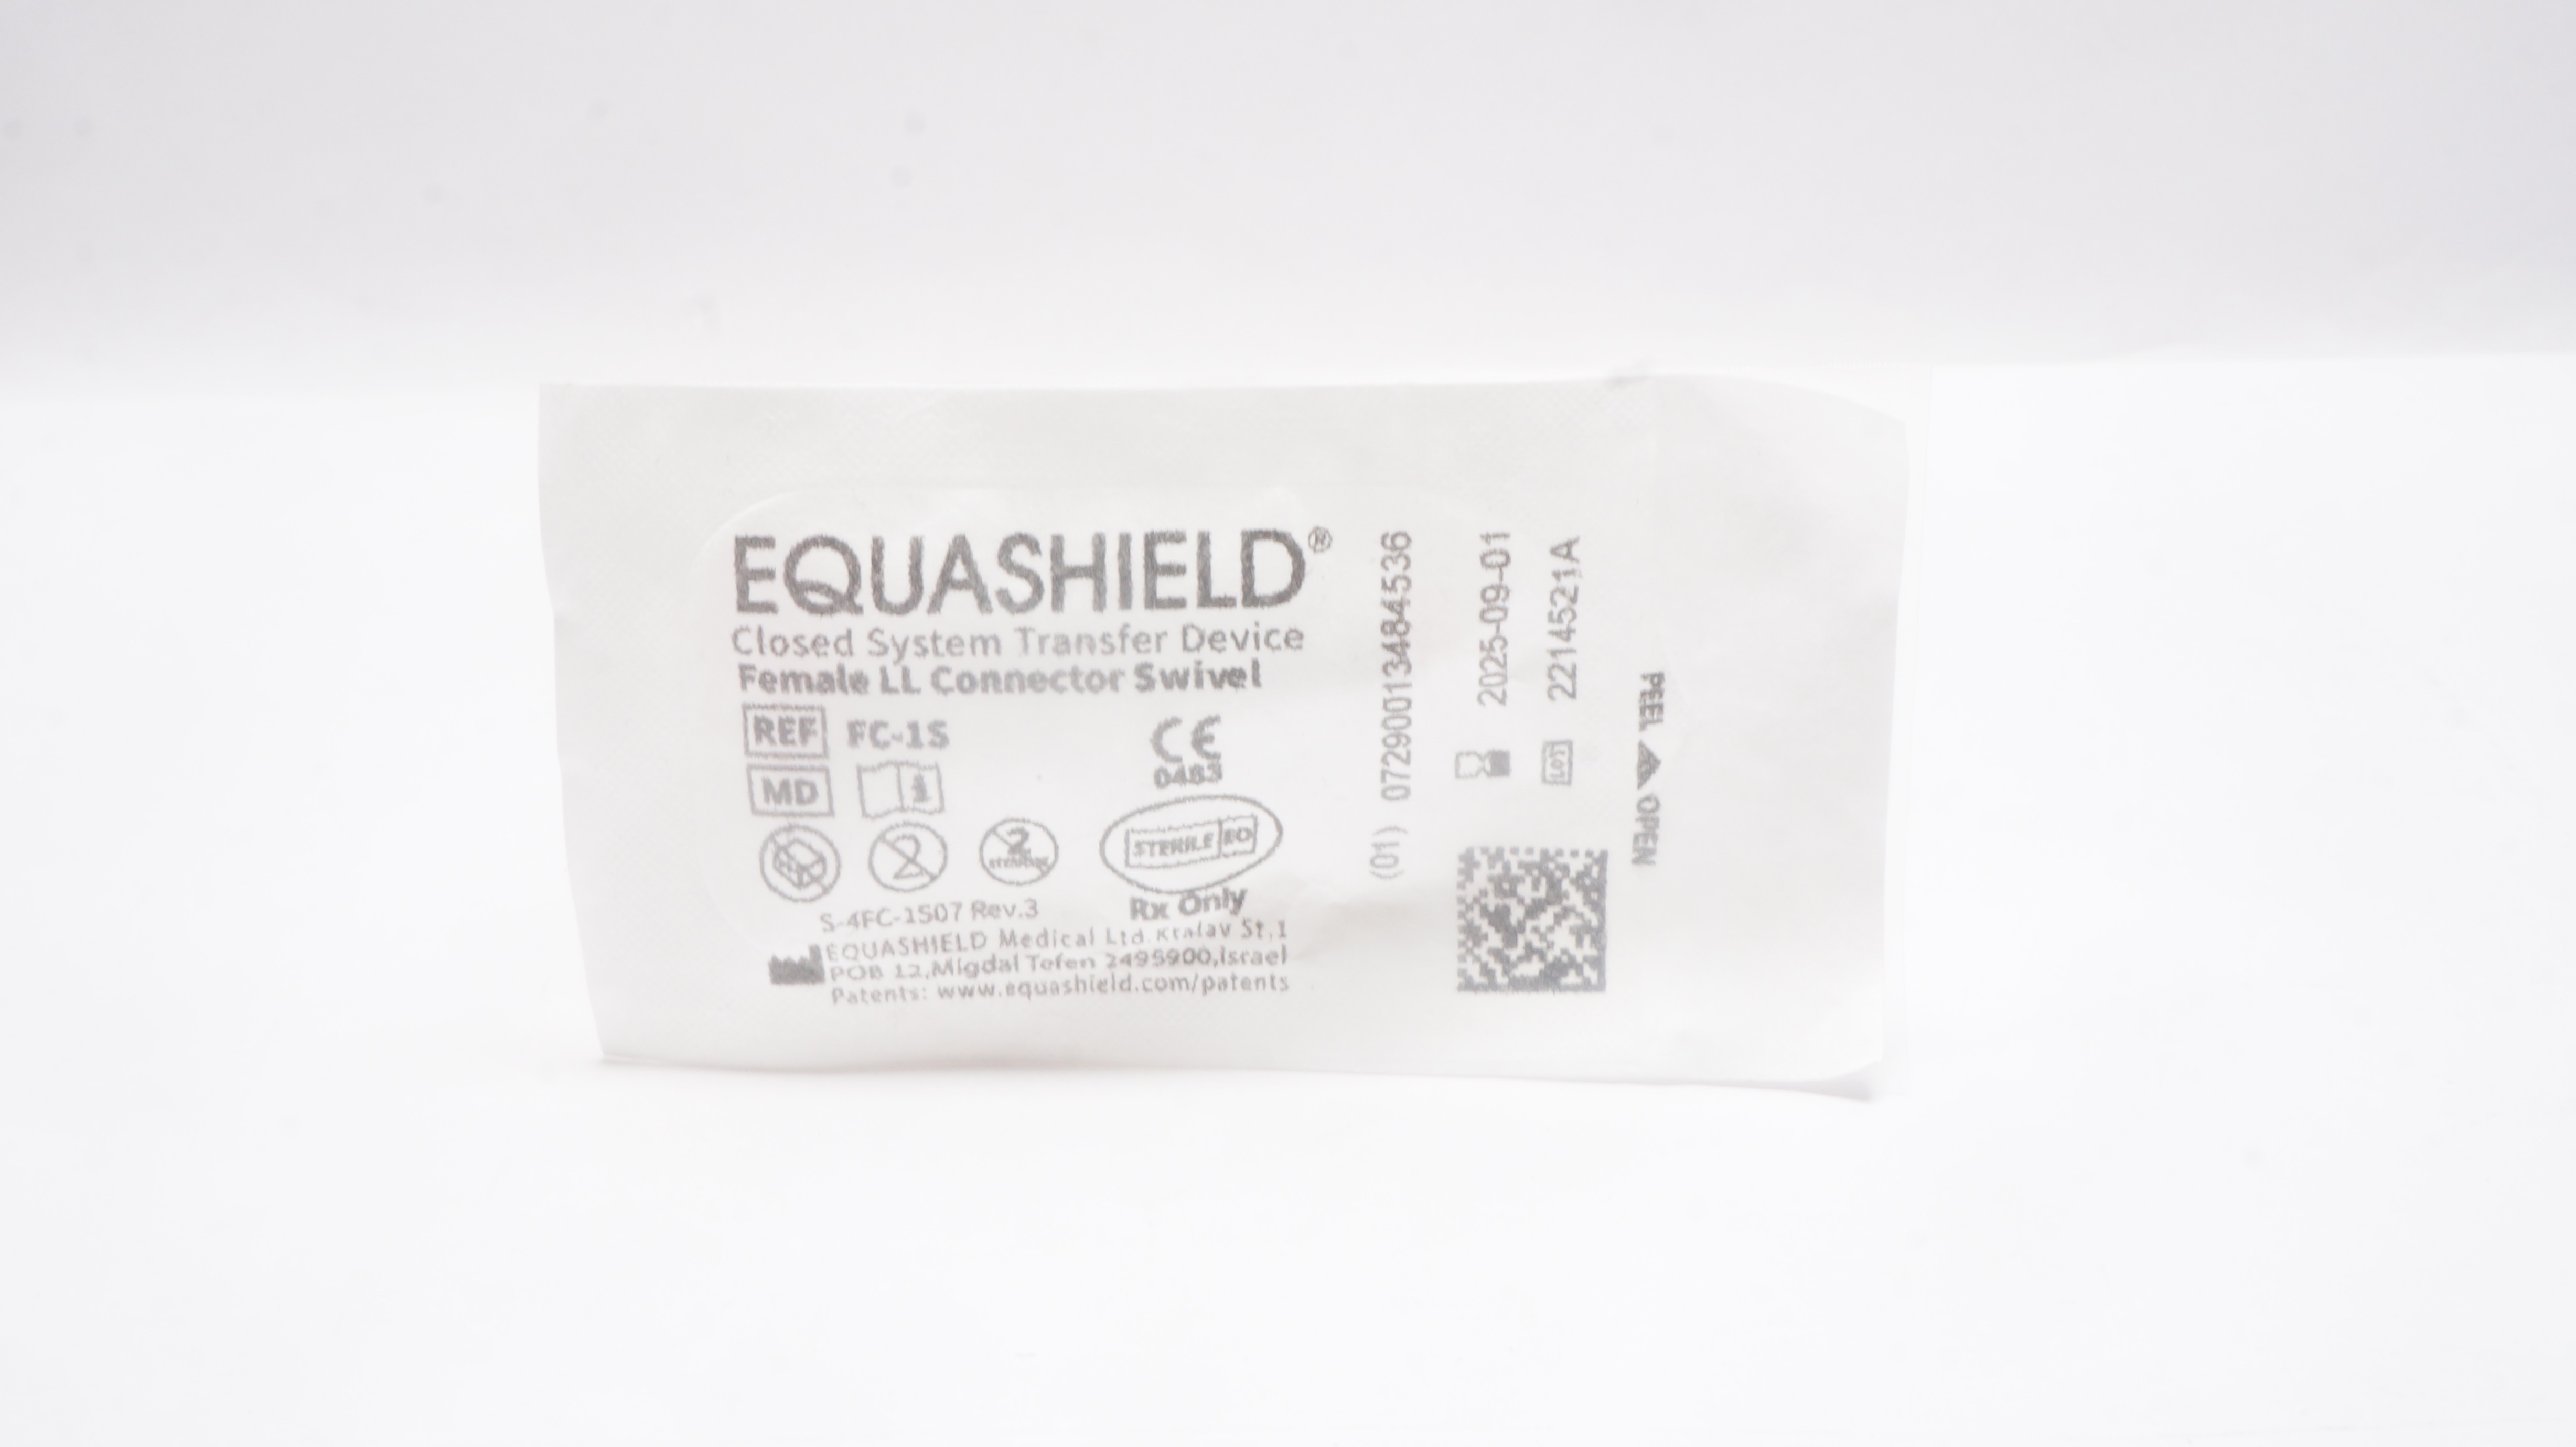 EQUASHIELD®
Closed System Transfer Device
Female LL Connector Swivel
REF FC-1S
MD
CE
0483
2
2
STERILE EO
Rx Only
S-4FC-1S07 Rev.3
EQUASHIELD Medical Ltd. St.1
POB 12,Migdal Tefen 2495900,Israel
Patents: www.equashield.com/patents
(01) 07290013484536
2025-09-01
LOT 2214521A
PEEL OPEN